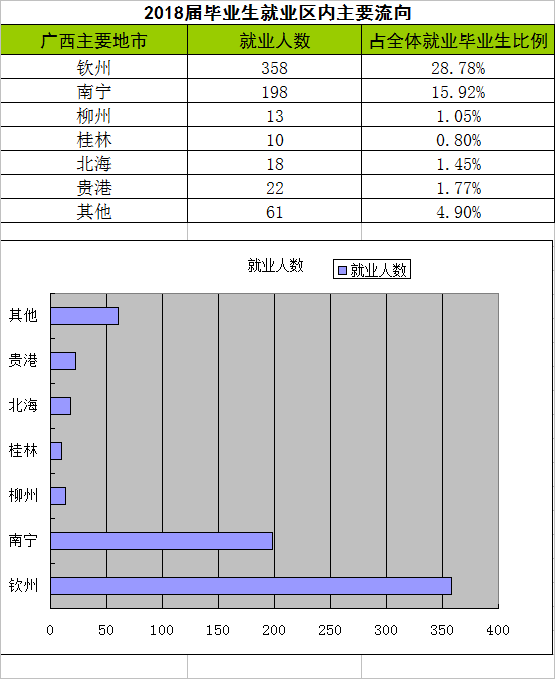 2018届毕业生就业区内主要流向
广西主要地市 就业人数 占全体就业毕业生比例
钦州 358 28.78%
南宁 198 15.92%
柳州 13 1.05%
桂林 10 0.80%
北海 18 1.45%
贵港 22 1.77%
其他 61 4.90%
就业人数 就业人数
其他
贵港
北海
桂林
柳州
南宁
钦州
0 50 100 150 200 250 300 350 400